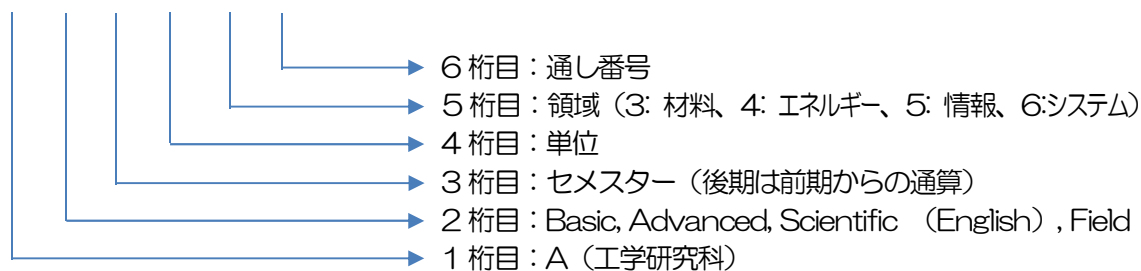 6桁目：通し番号
5桁目：領域（3: 材料、4: エネルギー、5: 情報、6:システム）
4桁目：単位
3桁目：セメスター（後期は前期からの通算）
2桁目：Basic, Advanced, Scientific （English）, Field
1桁目：A（工学研究科）